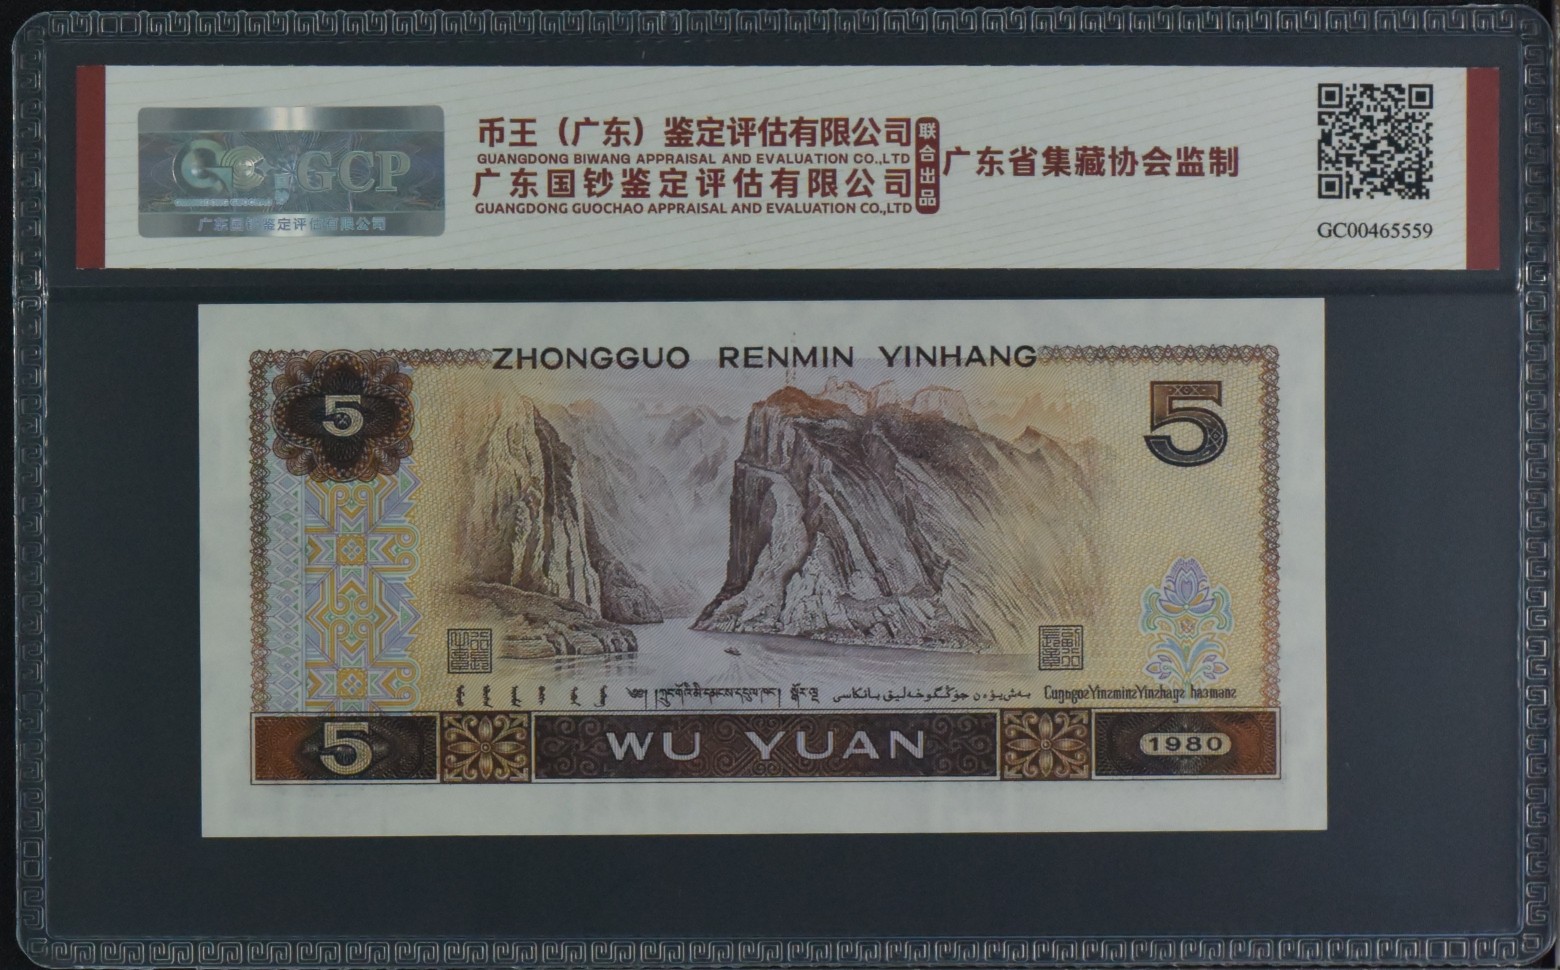 GCP
广东国钞鉴定评估有限公司
币王（广东）鉴定评估有限公司
GUANGDONG BIWANG APPRAISAL AND EVALUATION CO.,LTD
广东国钞鉴定评估有限公司
GUANGDONG GUOCHAO APPRAISAL AND EVALUATION CO.,LTD
联合出品
广东省集藏协会监制
GC00465559
ZHONGGUO RENMIN YINHANG
5
5
Cuŋƨgoƨ Yinƨminƨ Yinƨhaŋƨ
5
WU YUAN
1980